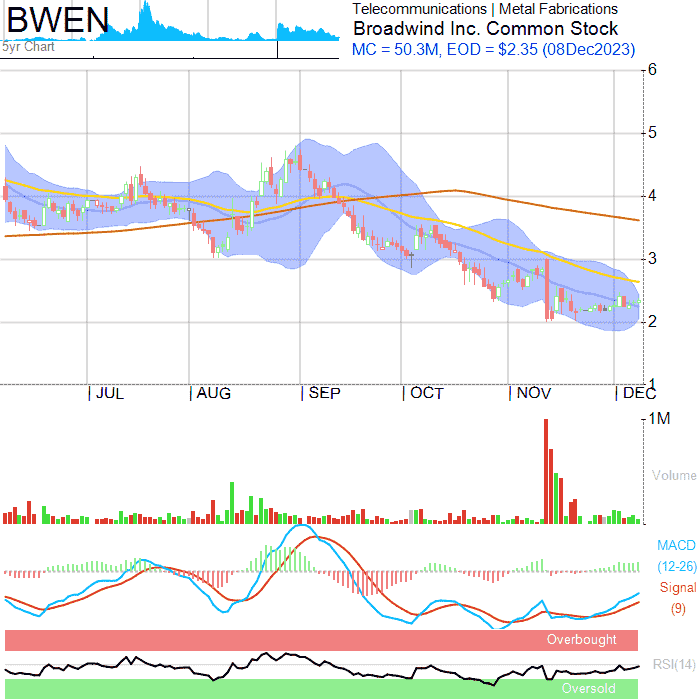 BWEN
5yr Chart
Telecommunications | Metal Fabrications
Broadwind Inc. Common Stock
MC = 50.3M, EOD = $2.35 (08Dec2023)
6
5
4
3
2
1
JUL AUG SEP OCT NOV DEC
1M
Volume
MACD
(12-26)
Signal
(9)
Overbought
RSI(14)
Oversold